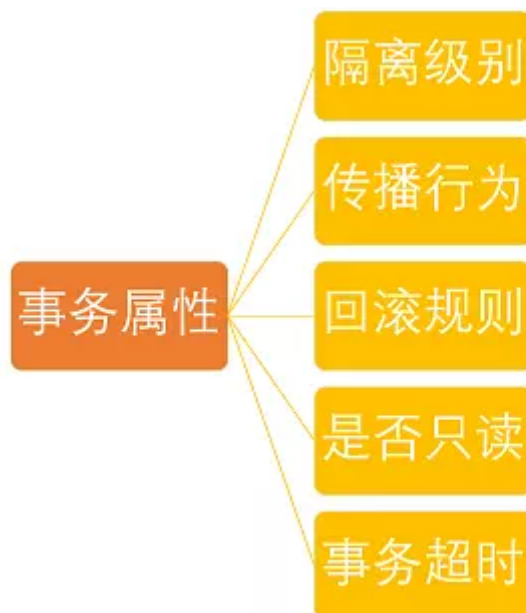 隔离级别
传播行为
事务属性
回滚规则
是否只读
事务超时